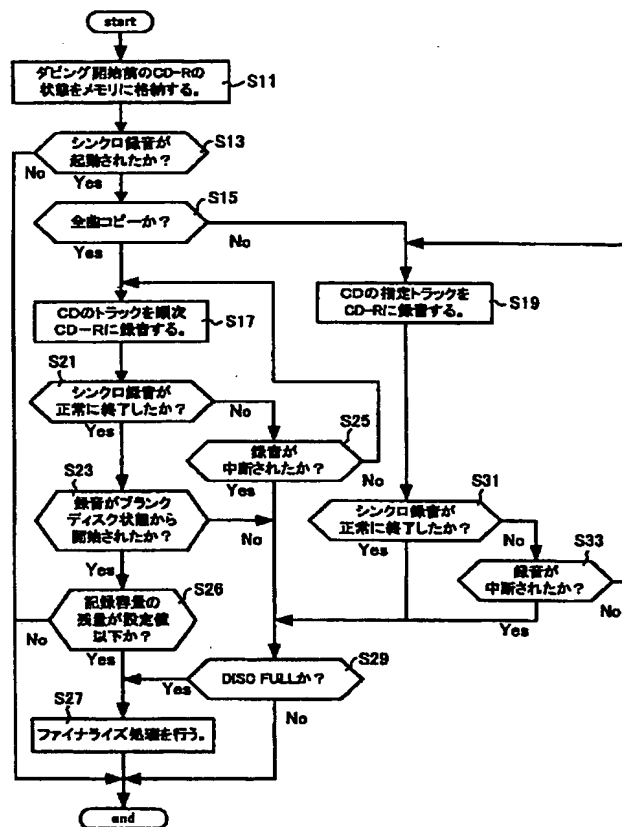 start
ダビング開始前のCD-Rの
状態をメモリに格納する。
S11
シンクロ録音が
起動されたか？
S13
No
Yes
全曲コピーか？
S15
No
Yes
CDのトラックを順次
CD-Rに録音する。
S17
CDの指定トラックを
CD-Rに録音する。
S19
S21
シンクロ録音が
正常に終了したか？
No
Yes
S25
録音が
中断されたか？
No
Yes
S23
録音がブランク
ディスク状態から
開始されたか？
No
Yes
S31
シンクロ録音が
正常に終了したか？
No
Yes
S33
録音が
中断されたか？
No
Yes
S26
記録容量の
残量が設定値
以下か？
No
Yes
S29
DISC FULLか？
Yes
No
S27
ファイナライズ処理を行う。
end